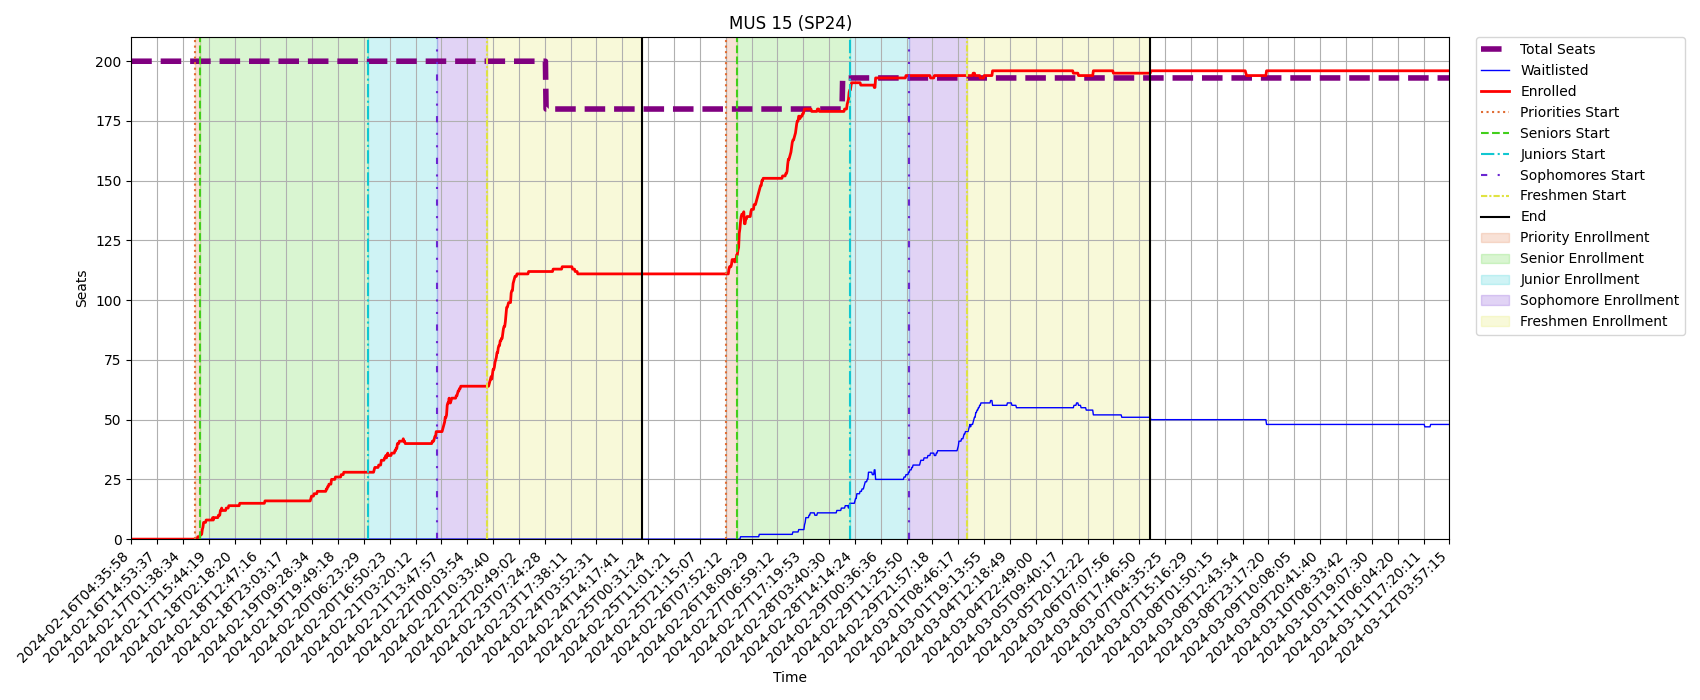 MUS 15 (SP24)
Seats
200
175
150
125
100
75
50
25
0
2024-02-16T04:35:58
2024-02-16T14:53:37
2024-02-17T01:38:34
2024-02-17T15:44:19
2024-02-18T02:18:20
2024-02-18T12:47:16
2024-02-18T23:03:17
2024-02-19T09:28:34
2024-02-19T19:49:18
2024-02-20T06:23:29
2024-02-20T16:50:23
2024-02-21T03:20:12
2024-02-21T13:47:57
2024-02-22T00:03:54
2024-02-22T10:33:40
2024-02-22T20:49:02
2024-02-23T07:24:28
2024-02-23T17:38:11
2024-02-24T03:52:31
2024-02-24T14:17:41
2024-02-25T00:31:24
2024-02-25T11:01:21
2024-02-25T21:15:07
2024-02-26T07:52:12
2024-02-26T18:09:29
2024-02-27T06:59:12
2024-02-27T17:19:53
2024-02-28T03:40:30
2024-02-28T14:14:24
2024-02-29T00:36:36
2024-02-29T11:25:50
2024-02-29T21:57:18
2024-03-01T08:46:17
2024-03-01T19:13:55
2024-03-04T12:18:49
2024-03-04T22:49:00
2024-03-05T09:40:17
2024-03-05T20:12:22
2024-03-06T07:07:56
2024-03-06T17:46:50
2024-03-07T04:35:25
2024-03-07T15:16:29
2024-03-08T01:50:15
2024-03-08T12:43:54
2024-03-08T23:17:20
2024-03-09T10:08:05
2024-03-09T20:41:40
2024-03-10T08:33:42
2024-03-10T19:07:30
2024-03-11T06:04:20
2024-03-11T17:20:11
2024-03-12T03:57:15
Time
Total Seats
Waitlisted
Enrolled
Priorities Start
Seniors Start
Juniors Start
Sophomores Start
Freshmen Start
End
Priority Enrollment
Senior Enrollment
Junior Enrollment
Sophomore Enrollment
Freshmen Enrollment